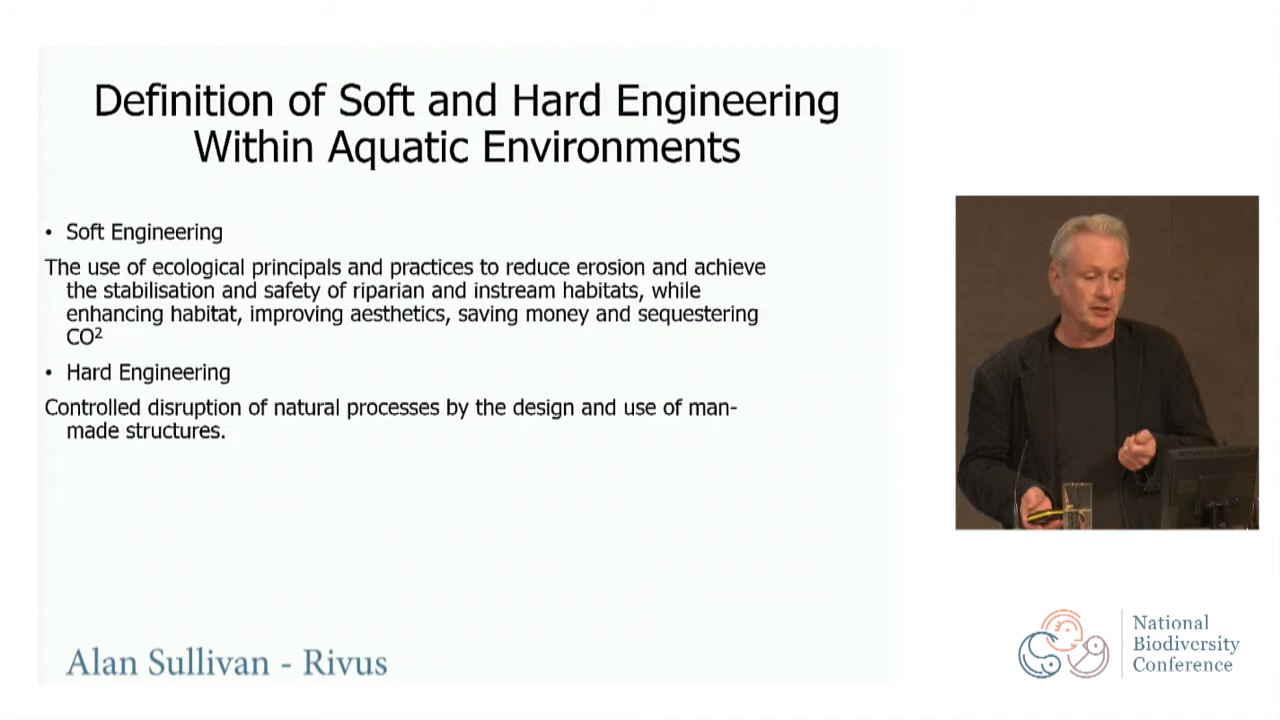 Definition of Soft and Hard Engineering
Within Aquatic Environments
• Soft Engineering
The use of ecological principals and practices to reduce erosion and achieve
the stabilisation and safety of riparian and instream habitats, while
enhancing habitat, improving aesthetics, saving money and sequestering
CO²
• Hard Engineering
Controlled disruption of natural processes by the design and use of man-
made structures.
Alan Sullivan - Rivus
National
Biodiversity
Conference